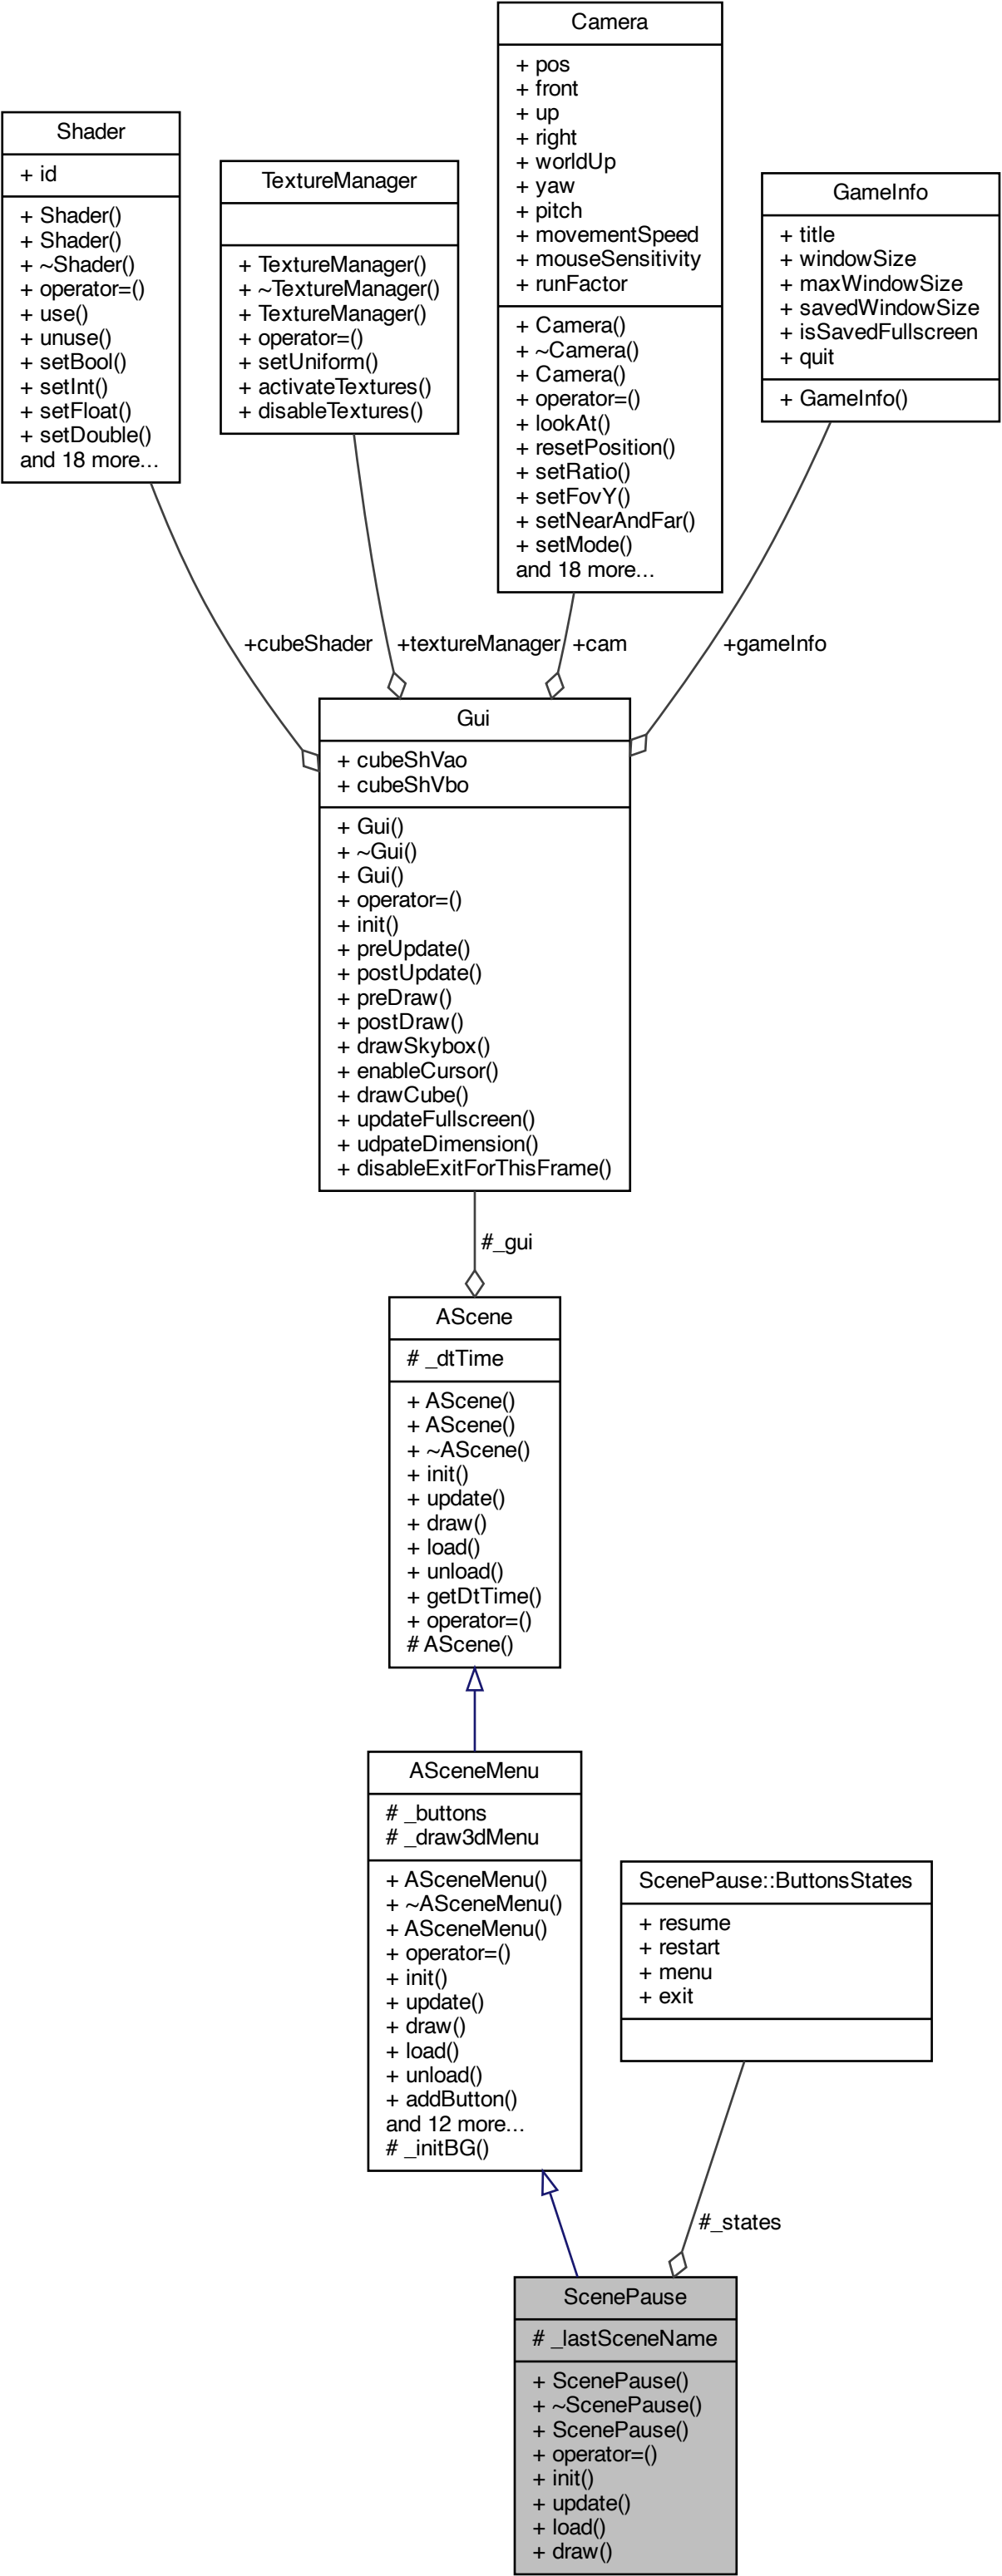 Camera
+ pos
+ front
+ up
+ right
+ worldUp
+ yaw
+ pitch
+ movementSpeed
+ mouseSensitivity
+ runFactor
+ Camera()
+ ~Camera()
+ Camera()
+ operator=()
+ lookAt()
+ resetPosition()
+ setRatio()
+ setFovY()
+ setNearAndFar()
+ setMode()
and 18 more...
Shader
+ id
+ Shader()
+ Shader()
+ ~Shader()
+ operator=()
+ use()
+ unuse()
+ setBool()
+ setInt()
+ setFloat()
+ setDouble()
and 18 more...
TextureManager
+ TextureManager()
+ ~TextureManager()
+ TextureManager()
+ operator=()
+ setUniform()
+ activateTextures()
+ disableTextures()
GameInfo
+ title
+ windowSize
+ maxWindowSize
+ savedWindowSize
+ isSavedFullscreen
+ quit
+ GameInfo()
+cubeShader
+textureManager
+cam
+gameInfo
Gui
+ cubeShVao
+ cubeShVbo
+ Gui()
+ ~Gui()
+ Gui()
+ operator=()
+ init()
+ preUpdate()
+ postUpdate()
+ preDraw()
+ postDraw()
+ drawSkybox()
+ enableCursor()
+ drawCube()
+ updateFullscreen()
+ udpateDimension()
+ disableExitForThisFrame()
#_gui
AScene
# _dtTime
+ AScene()
+ AScene()
+ ~AScene()
+ init()
+ update()
+ draw()
+ load()
+ unload()
+ getDtTime()
+ operator=()
# AScene()
ASceneMenu
# _buttons
# _draw3dMenu
+ ASceneMenu()
+ ~ASceneMenu()
+ ASceneMenu()
+ operator=()
+ init()
+ update()
+ draw()
+ load()
+ unload()
+ addButton()
and 12 more...
# _initBG()
ScenePause::ButtonsStates
+ resume
+ restart
+ menu
+ exit
#_states
ScenePause
# _lastSceneName
+ ScenePause()
+ ~ScenePause()
+ ScenePause()
+ operator=()
+ init()
+ update()
+ load()
+ draw()